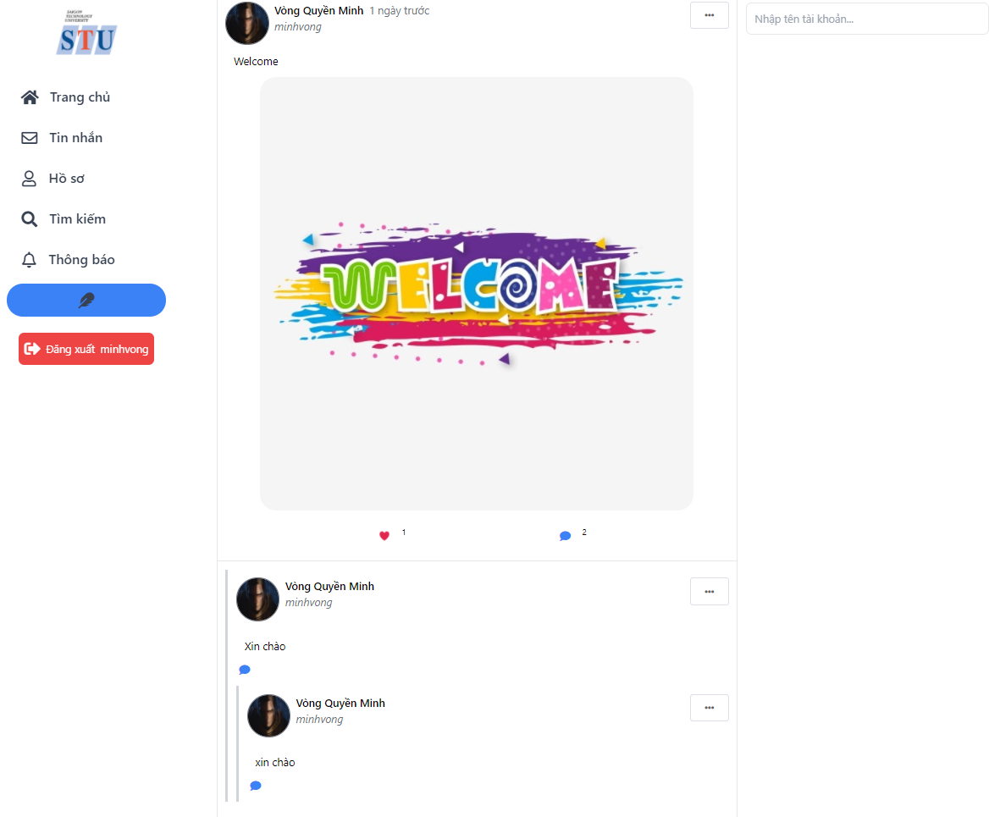 SAIGON
TECHNOLOGY
UNIVERSITY
STU
Trang chủ
Tin nhắn
Hồ sơ
Tìm kiếm
Thông báo
Đăng xuất minhvong
Vòng Quyền Minh 1 ngày trước
minhvong
Welcome
WELCOME
1
2
Vòng Quyền Minh
minhvong
Xin chào
Vòng Quyền Minh
minhvong
xin chào
Nhập tên tài khoản...